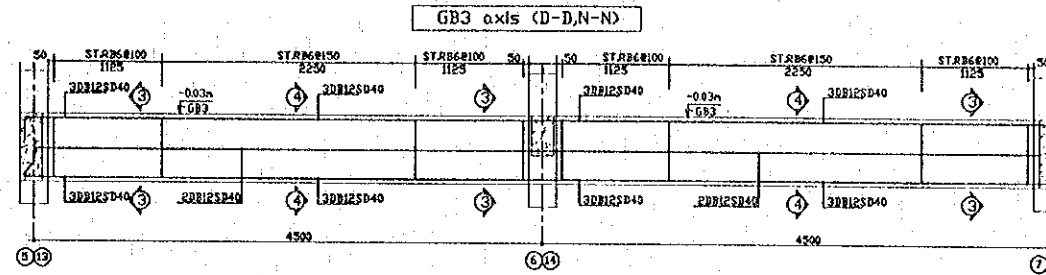 GB3 axis (D-D,N-N)
50 ST.RB6@100 ST.RB6@150 ST.RB6@100 50 50 ST.RB6@100 ST.RB6@150 ST.RB6@100 50
1125 2250 1125 1125 2250 1125
3DB12SD40 3 4 3DB12SD40 3 3DB12SD40 4 3DB12SD40 3
-0.03m -0.03m
GB3 GB3
3DB12SD40 3 2DB12SD40 4 3DB12SD40 3 3DB12SD40 2DB12SD40 4 3DB12SD40 3
4500 4500
5 13 6 14 7